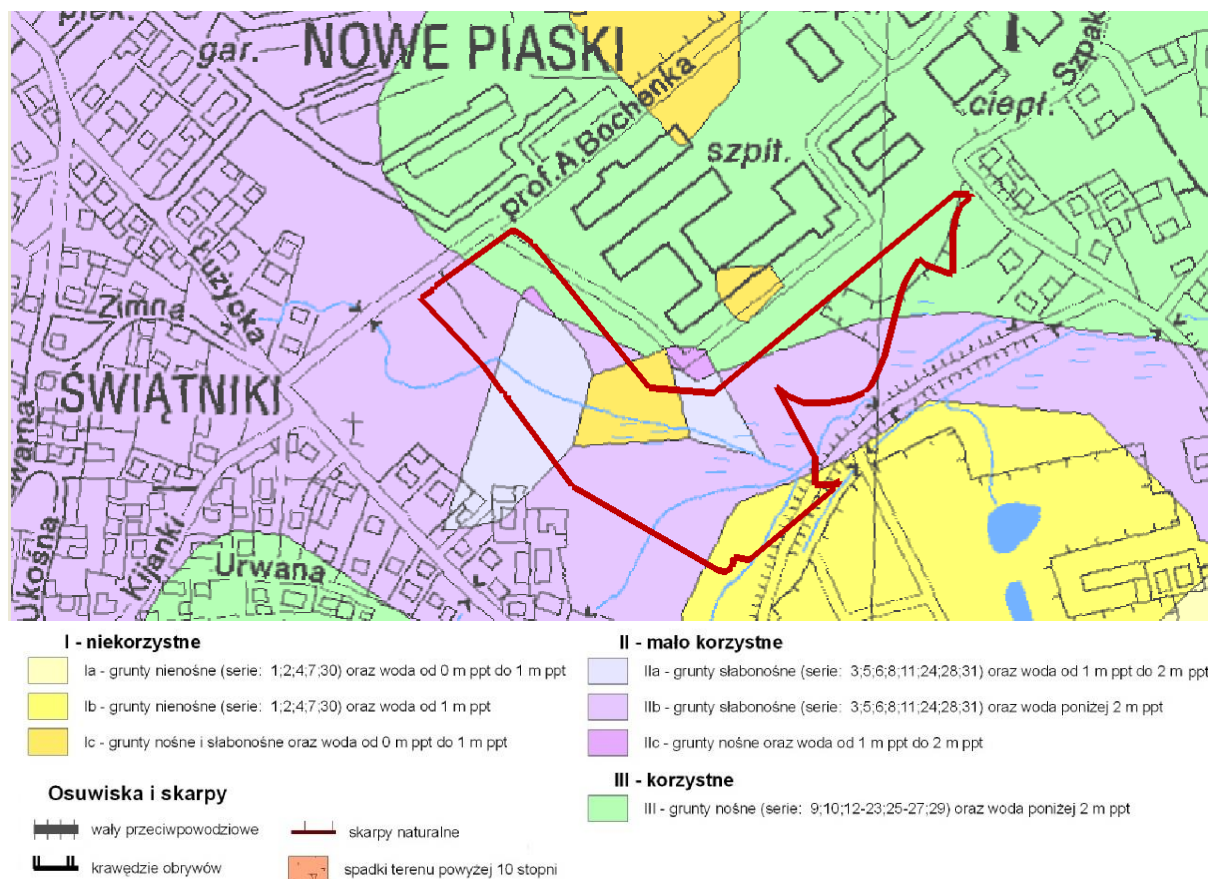 gar.
NOWE PIASKI
prof.A.Bochenka
szpit.
ciepł.
Szpak
Łużycka
Zimna
ŚWIĄTNIKI
Ukośna
Kijanki
Urwana
I - niekorzystne
Ia - grunty nienośne (serie: 1;2;4;7;30) oraz woda od 0 m ppt do 1 m ppt
Ib - grunty nienośne (serie: 1;2;4;7;30) oraz woda od 1 m ppt
Ic - grunty nośne i słabonośne oraz woda od 0 m ppt do 1 m ppt
II - mało korzystne
IIa - grunty słabonośne (serie: 3;5;6;8;11;24;28;31) oraz woda od 1 m ppt do 2 m ppt
IIb - grunty słabonośne (serie: 3;5;6;8;11;24;28;31) oraz woda poniżej 2 m ppt
IIc - grunty nośne oraz woda od 1 m ppt do 2 m ppt
III - korzystne
III - grunty nośne (serie: 9;10;12-23;25-27;29) oraz woda poniżej 2 m ppt
Osuwiska i skarpy
wały przeciwpowodziowe
skarpy naturalne
krawędzie obrywów
spadki terenu powyżej 10 stopni